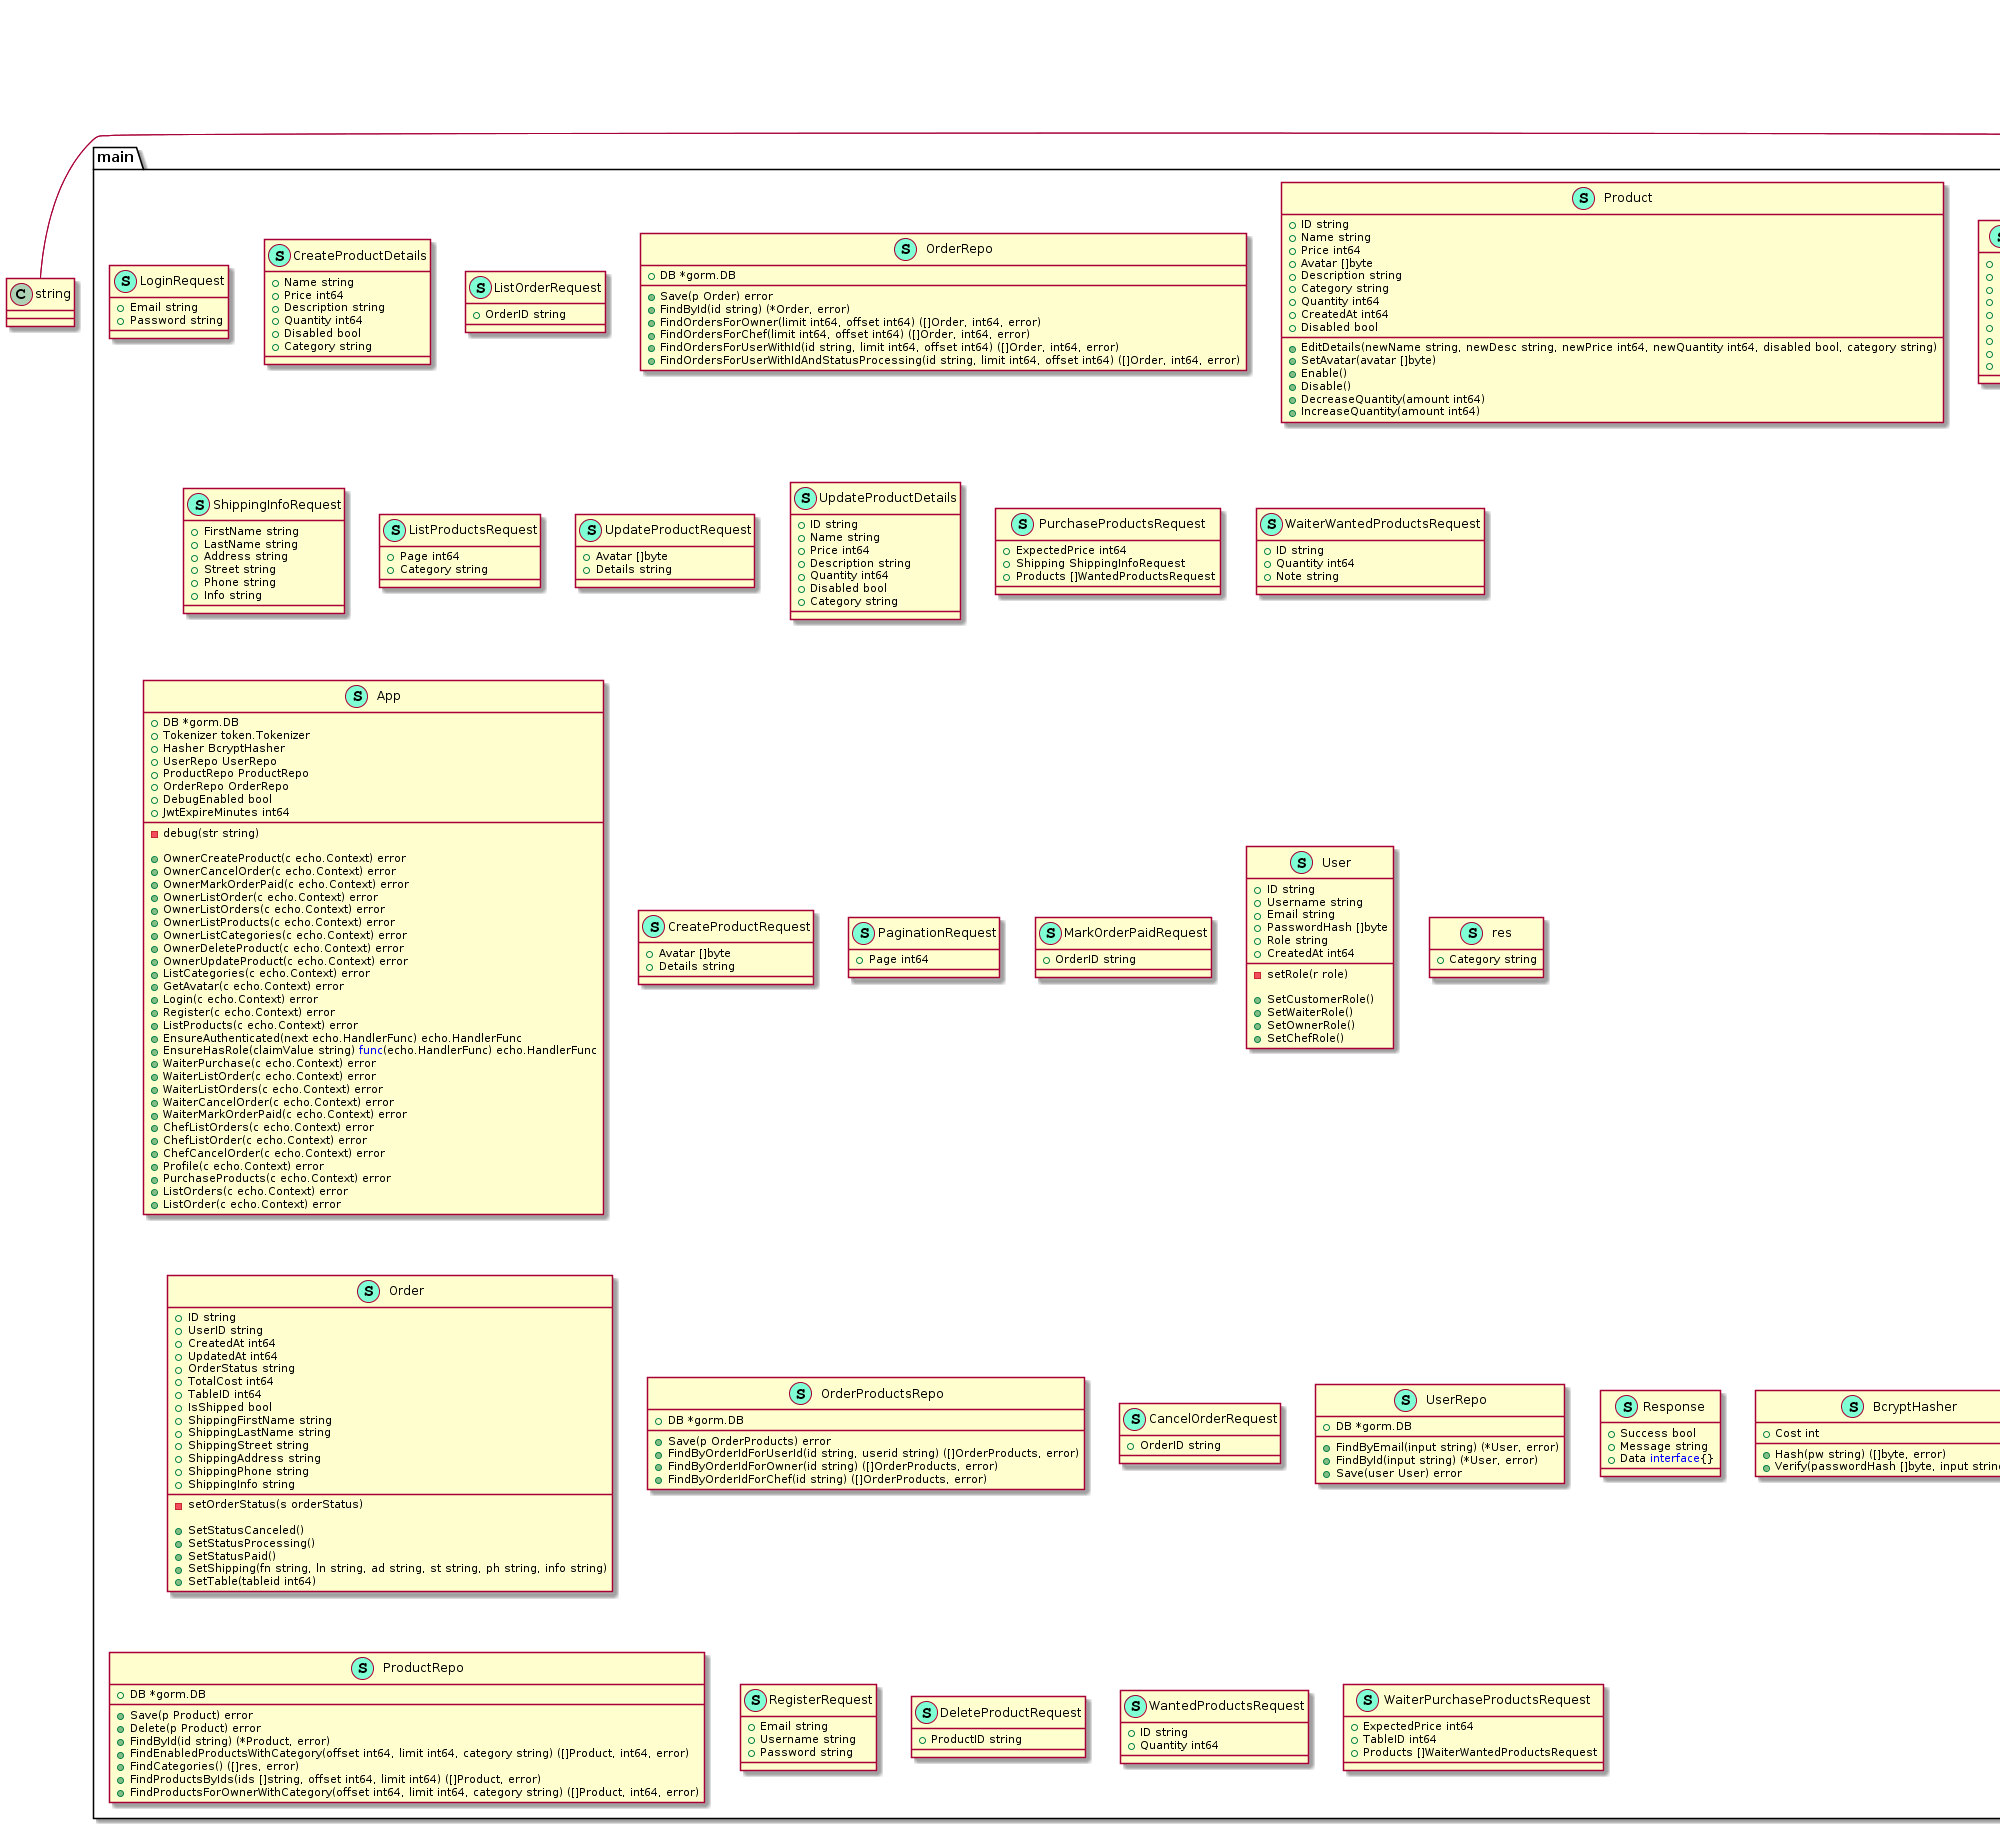 main
string
LoginRequest
Email string
Password string
CreateProductDetails
Name string
Price int64
Description string
Quantity int64
Disabled bool
Category string
ListOrderRequest
OrderID string
OrderRepo
DB *gorm.DB
Save(p Order) error
FindById(id string) (*Order, error)
FindOrdersForOwner(limit int64, offset int64) ([]Order, int64, error)
FindOrdersForChef(limit int64, offset int64) ([]Order, int64, error)
FindOrdersForUserWithId(id string, limit int64, offset int64) ([]Order, int64, error)
FindOrdersForUserWithIdAndStatusProcessing(id string, limit int64, offset int64) ([]Order, int64, error)
Product
ID string
Name string
Price int64
Avatar []byte
Description string
Category string
Quantity int64
CreatedAt int64
Disabled bool
EditDetails(newName string, newDesc string, newPrice int64, newQuantity int64, disabled bool, category string)
SetAvatar(avatar []byte)
Enable()
Disable()
DecreaseQuantity(amount int64)
IncreaseQuantity(amount int64)
ShippingInfoRequest
FirstName string
LastName string
Address string
Street string
Phone string
Info string
ListProductsRequest
Page int64
Category string
UpdateProductRequest
Avatar []byte
Details string
UpdateProductDetails
ID string
Name string
Price int64
Description string
Quantity int64
Disabled bool
Category string
PurchaseProductsRequest
ExpectedPrice int64
Shipping ShippingInfoRequest
Products []WantedProductsRequest
WaiterWantedProductsRequest
ID string
Quantity int64
Note string
App
DB *gorm.DB
Tokenizer token.Tokenizer
Hasher BcryptHasher
UserRepo UserRepo
ProductRepo ProductRepo
OrderRepo OrderRepo
DebugEnabled bool
JwtExpireMinutes int64
debug(str string)
OwnerCreateProduct(c echo.Context) error
OwnerCancelOrder(c echo.Context) error
OwnerMarkOrderPaid(c echo.Context) error
OwnerListOrder(c echo.Context) error
OwnerListOrders(c echo.Context) error
OwnerListProducts(c echo.Context) error
OwnerListCategories(c echo.Context) error
OwnerDeleteProduct(c echo.Context) error
OwnerUpdateProduct(c echo.Context) error
ListCategories(c echo.Context) error
GetAvatar(c echo.Context) error
Login(c echo.Context) error
Register(c echo.Context) error
ListProducts(c echo.Context) error
EnsureAuthenticated(next echo.HandlerFunc) echo.HandlerFunc
EnsureHasRole(claimValue string) func(echo.HandlerFunc) echo.HandlerFunc
WaiterPurchase(c echo.Context) error
WaiterListOrder(c echo.Context) error
WaiterListOrders(c echo.Context) error
WaiterCancelOrder(c echo.Context) error
WaiterMarkOrderPaid(c echo.Context) error
ChefListOrders(c echo.Context) error
ChefListOrder(c echo.Context) error
ChefCancelOrder(c echo.Context) error
Profile(c echo.Context) error
PurchaseProducts(c echo.Context) error
ListOrders(c echo.Context) error
ListOrder(c echo.Context) error
CreateProductRequest
Avatar []byte
Details string
PaginationRequest
Page int64
MarkOrderPaidRequest
OrderID string
User
ID string
Username string
Email string
PasswordHash []byte
Role string
CreatedAt int64
setRole(r role)
SetCustomerRole()
SetWaiterRole()
SetOwnerRole()
SetChefRole()
res
Category string
Order
ID string
UserID string
CreatedAt int64
UpdatedAt int64
OrderStatus string
TotalCost int64
TableID int64
IsShipped bool
ShippingFirstName string
ShippingLastName string
ShippingStreet string
ShippingAddress string
ShippingPhone string
ShippingInfo string
setOrderStatus(s orderStatus)
SetStatusCanceled()
SetStatusProcessing()
SetStatusPaid()
SetShipping(fn string, ln string, ad string, st string, ph string, info string)
SetTable(tableid int64)
OrderProductsRepo
DB *gorm.DB
Save(p OrderProducts) error
FindByOrderIdForUserId(id string, userid string) ([]OrderProducts, error)
FindByOrderIdForOwner(id string) ([]OrderProducts, error)
FindByOrderIdForChef(id string) ([]OrderProducts, error)
CancelOrderRequest
OrderID string
UserRepo
DB *gorm.DB
FindByEmail(input string) (*User, error)
FindById(input string) (*User, error)
Save(user User) error
Response
Success bool
Message string
Data interface{}
BcryptHasher
Cost int
Hash(pw string) ([]byte, error)
Verify(passwordHash []byte, input string
ProductRepo
DB *gorm.DB
Save(p Product) error
Delete(p Product) error
FindById(id string) (*Product, error)
FindEnabledProductsWithCategory(offset int64, limit int64, category string) ([]Product, int64, error)
FindCategories() ([]res, error)
FindProductsByIds(ids []string, offset int64, limit int64) ([]Product, error)
FindProductsForOwnerWithCategory(offset int64, limit int64, category string) ([]Product, int64, error)
RegisterRequest
Email string
Username string
Password string
DeleteProductRequest
ProductID string
WantedProductsRequest
ID string
Quantity int64
WaiterPurchaseProductsRequest
ExpectedPrice int64
TableID int64
Products []WaiterWantedProductsRequest